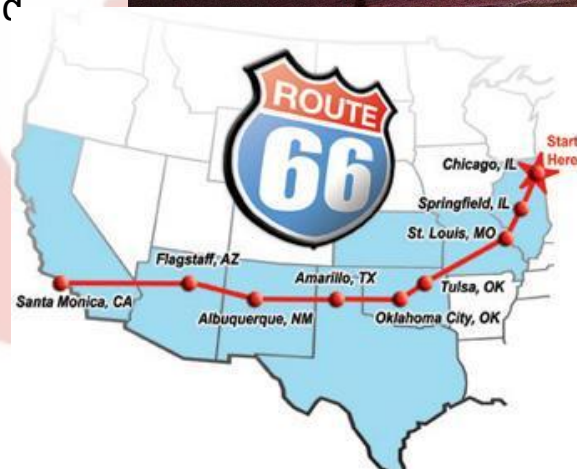 ROUTE
66
Start
Here
Chicago, IL
Springfield, IL
St. Louis, MO
Flagstaff, AZ
Amarillo, TX
Tulsa, OK
Santa Monica, CA
Albuquerque, NM
Oklahoma City, OK